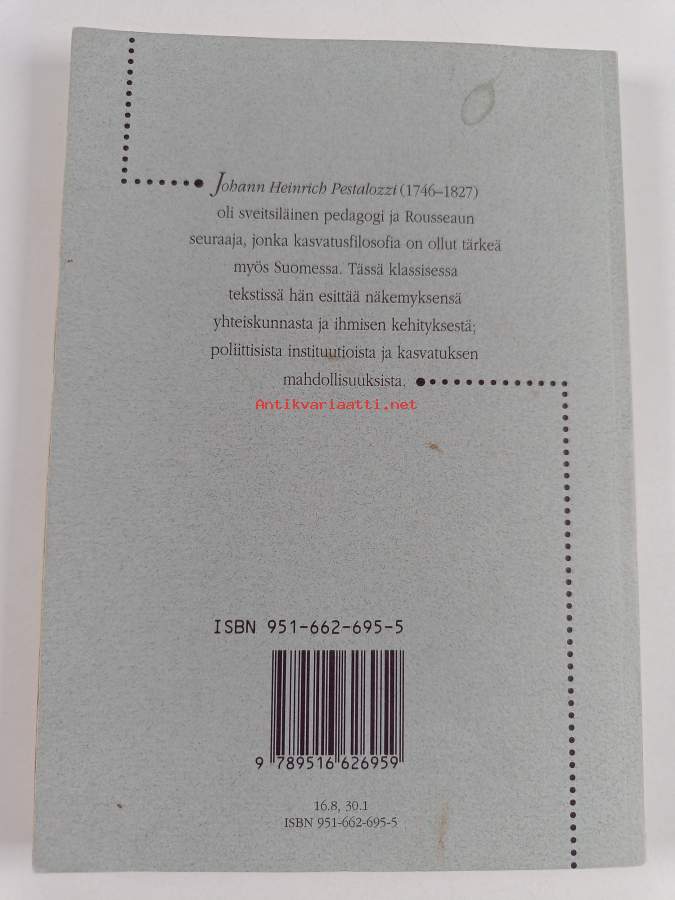 Johann Heinrich Pestalozzi (1746–1827)
oli sveitsiläinen pedagogi ja Rousseaun
seuraaja, jonka kasvatusfilosofia on ollut tärkeä
myös Suomessa. Tässä klassisessa
tekstissä hän esittää näkemyksensä
yhteiskunnasta ja ihmisen kehityksestä;
poliittisista instituutioista ja kasvatuksen
mahdollisuuksista.
Antikvariaatti.net
ISBN 951-662-695-5
9 789516 626959
16.8, 30.1
ISBN 951-662-695-5